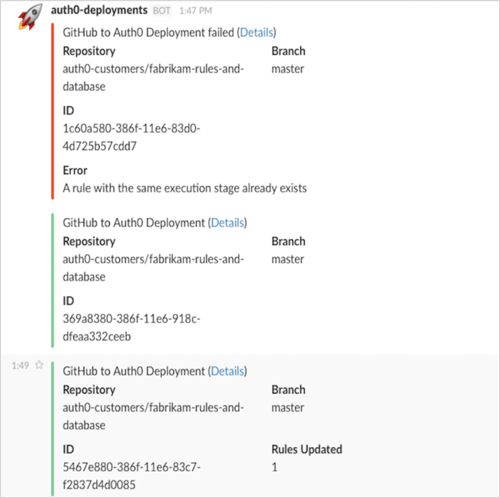 auth0-deployments BOT 1:47 PM
GitHub to Auth0 Deployment failed (Details)
Repository Branch
auth0-customers/fabrikam-rules-and- master
database
ID
1c60a580-386f-11e6-83d0-
4d725b57cdd7
Error
A rule with the same execution stage already exists
GitHub to Auth0 Deployment (Details)
Repository Branch
auth0-customers/fabrikam-rules-and- master
database
ID
369a8380-386f-11e6-918c-
dfeaa332ceeb
1:49 GitHub to Auth0 Deployment (Details)
Repository Branch
auth0-customers/fabrikam-rules-and- master
database
ID Rules Updated
5467e880-386f-11e6-83c7- 1
f2837d4d0085